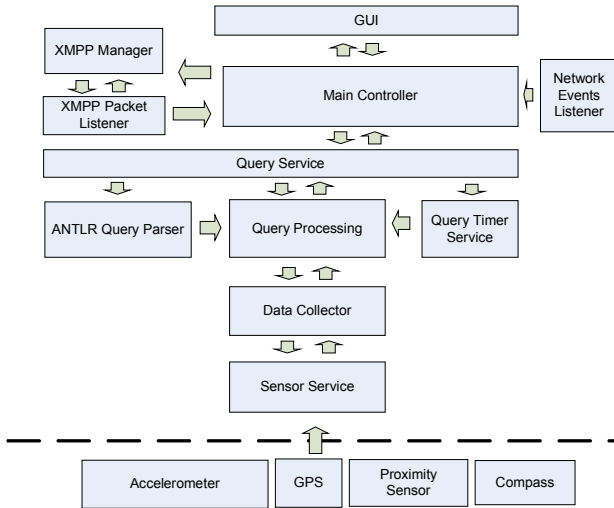 GUI
XMPP Manager
Main Controller
Network
Events
Listener
XMPP Packet
Listener
Query Service
ANTLR Query Parser
Query Processing
Query Timer
Service
Data Collector
Sensor Service
Accelerometer
GPS
Proximity
Sensor
Compass